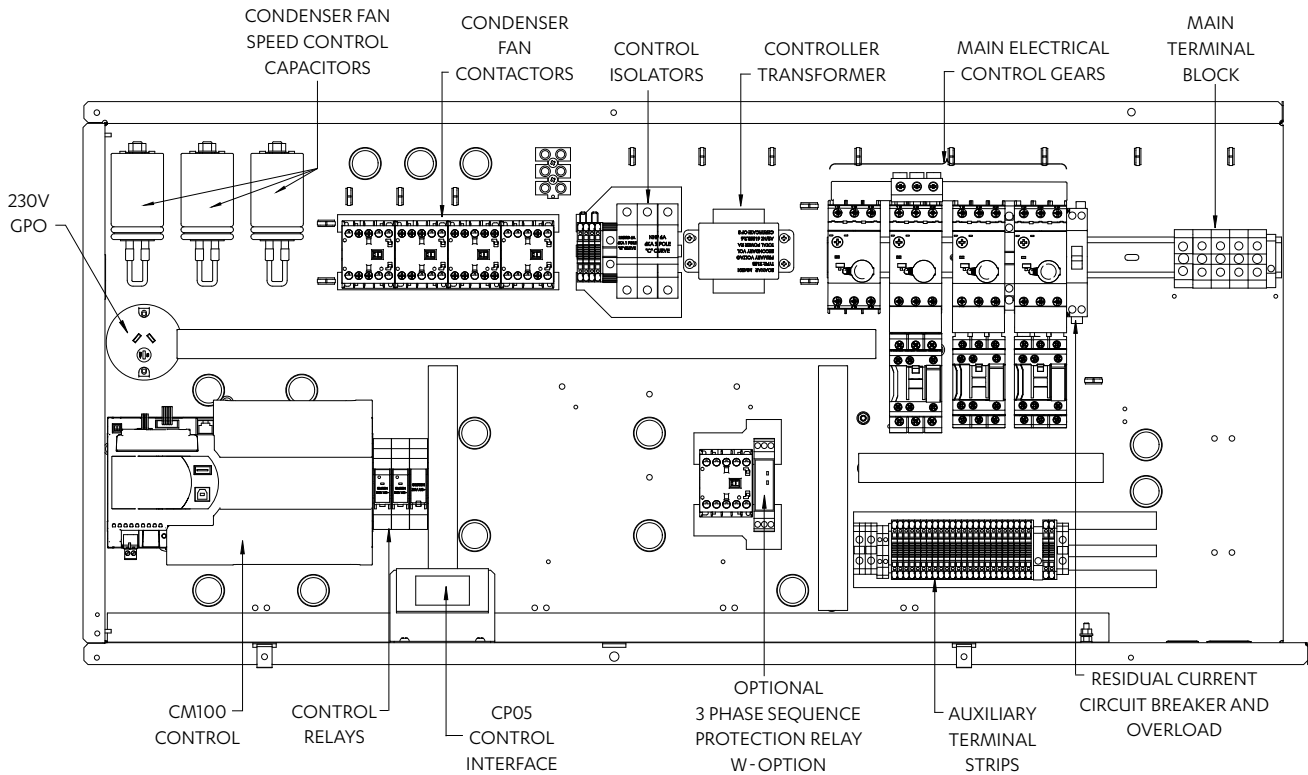 CONDENSER FAN
SPEED CONTROL
CAPACITORS
CONDENSER
FAN
CONTACTORS
CONTROL
ISOLATORS
CONTROLLER
TRANSFORMER
MAIN ELECTRICAL
CONTROL GEARS
MAIN
TERMINAL
BLOCK
230V
GPO
CM100
CONTROL
CONTROL
RELAYS
CP05
CONTROL
INTERFACE
OPTIONAL
3 PHASE SEQUENCE
PROTECTION RELAY
W-OPTION
AUXILIARY
TERMINAL
STRIPS
RESIDUAL CURRENT
CIRCUIT BREAKER AND
OVERLOAD